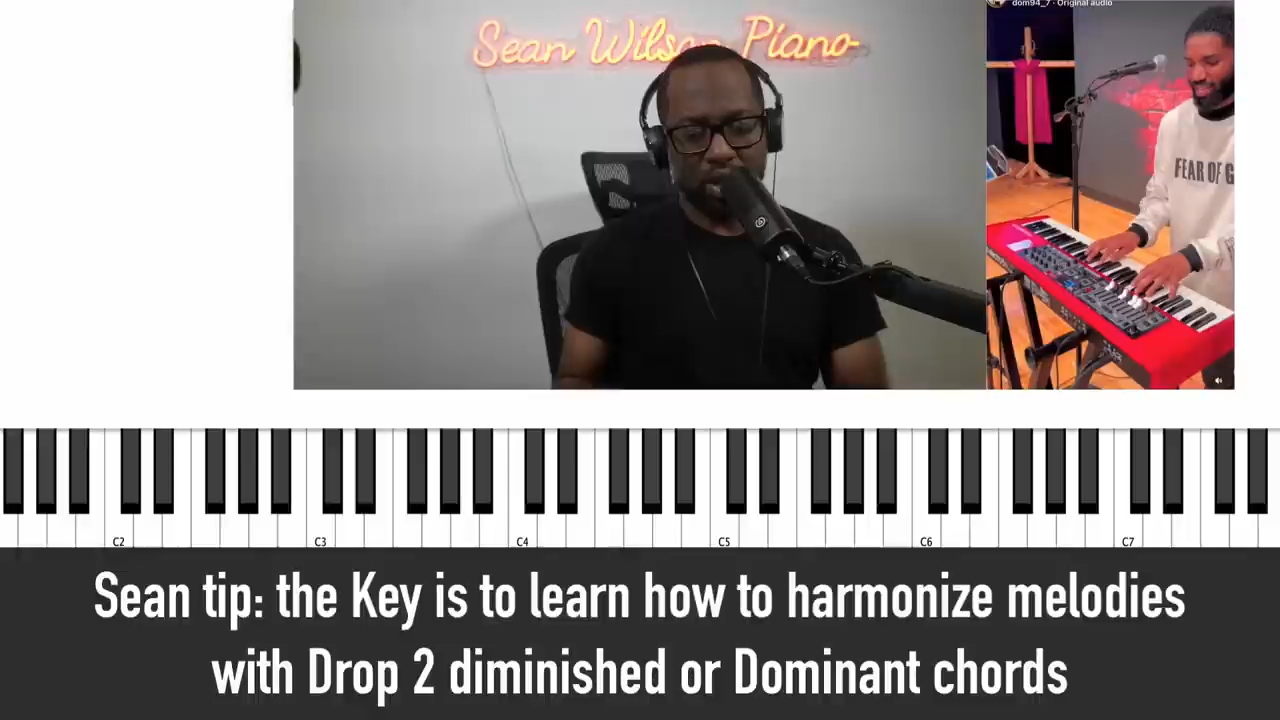 dom94_7 · Original audio
Sean Wilson Piano
FEAR OF G
C2 C3 C4 C5 C6 C7
Sean tip: the Key is to learn how to harmonize melodies
with Drop 2 diminished or Dominant chords